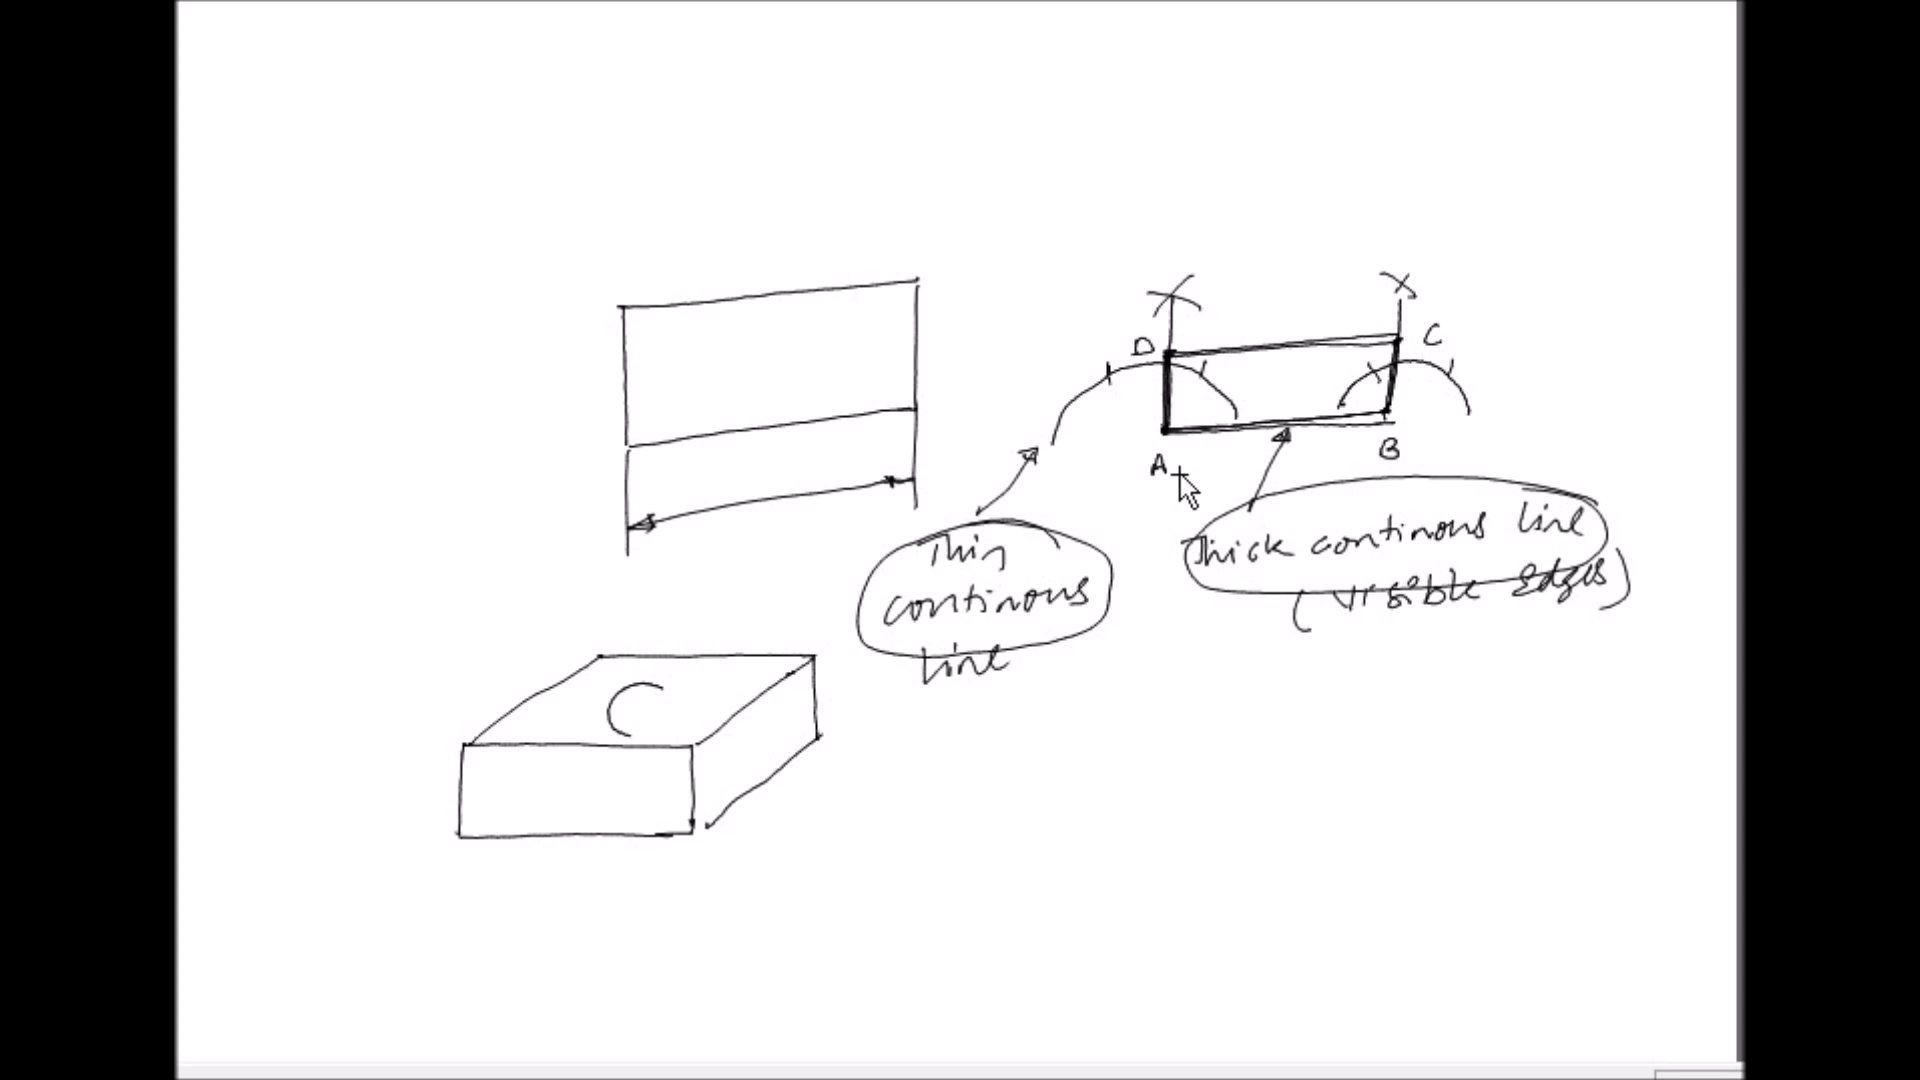 D
C
A
B
Thin
continous
line
Thick continous line
(visible edges)